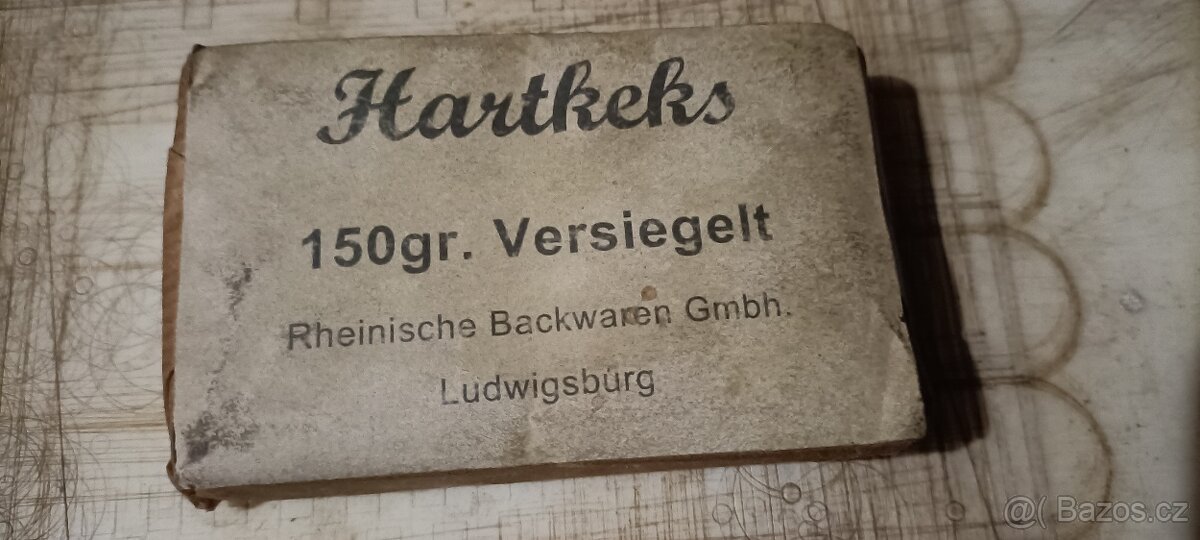 Hartkeks
150gr. Versiegelt
Rheinische Backwaren Gmbh.
Ludwigsburg
@( Bazos.cz